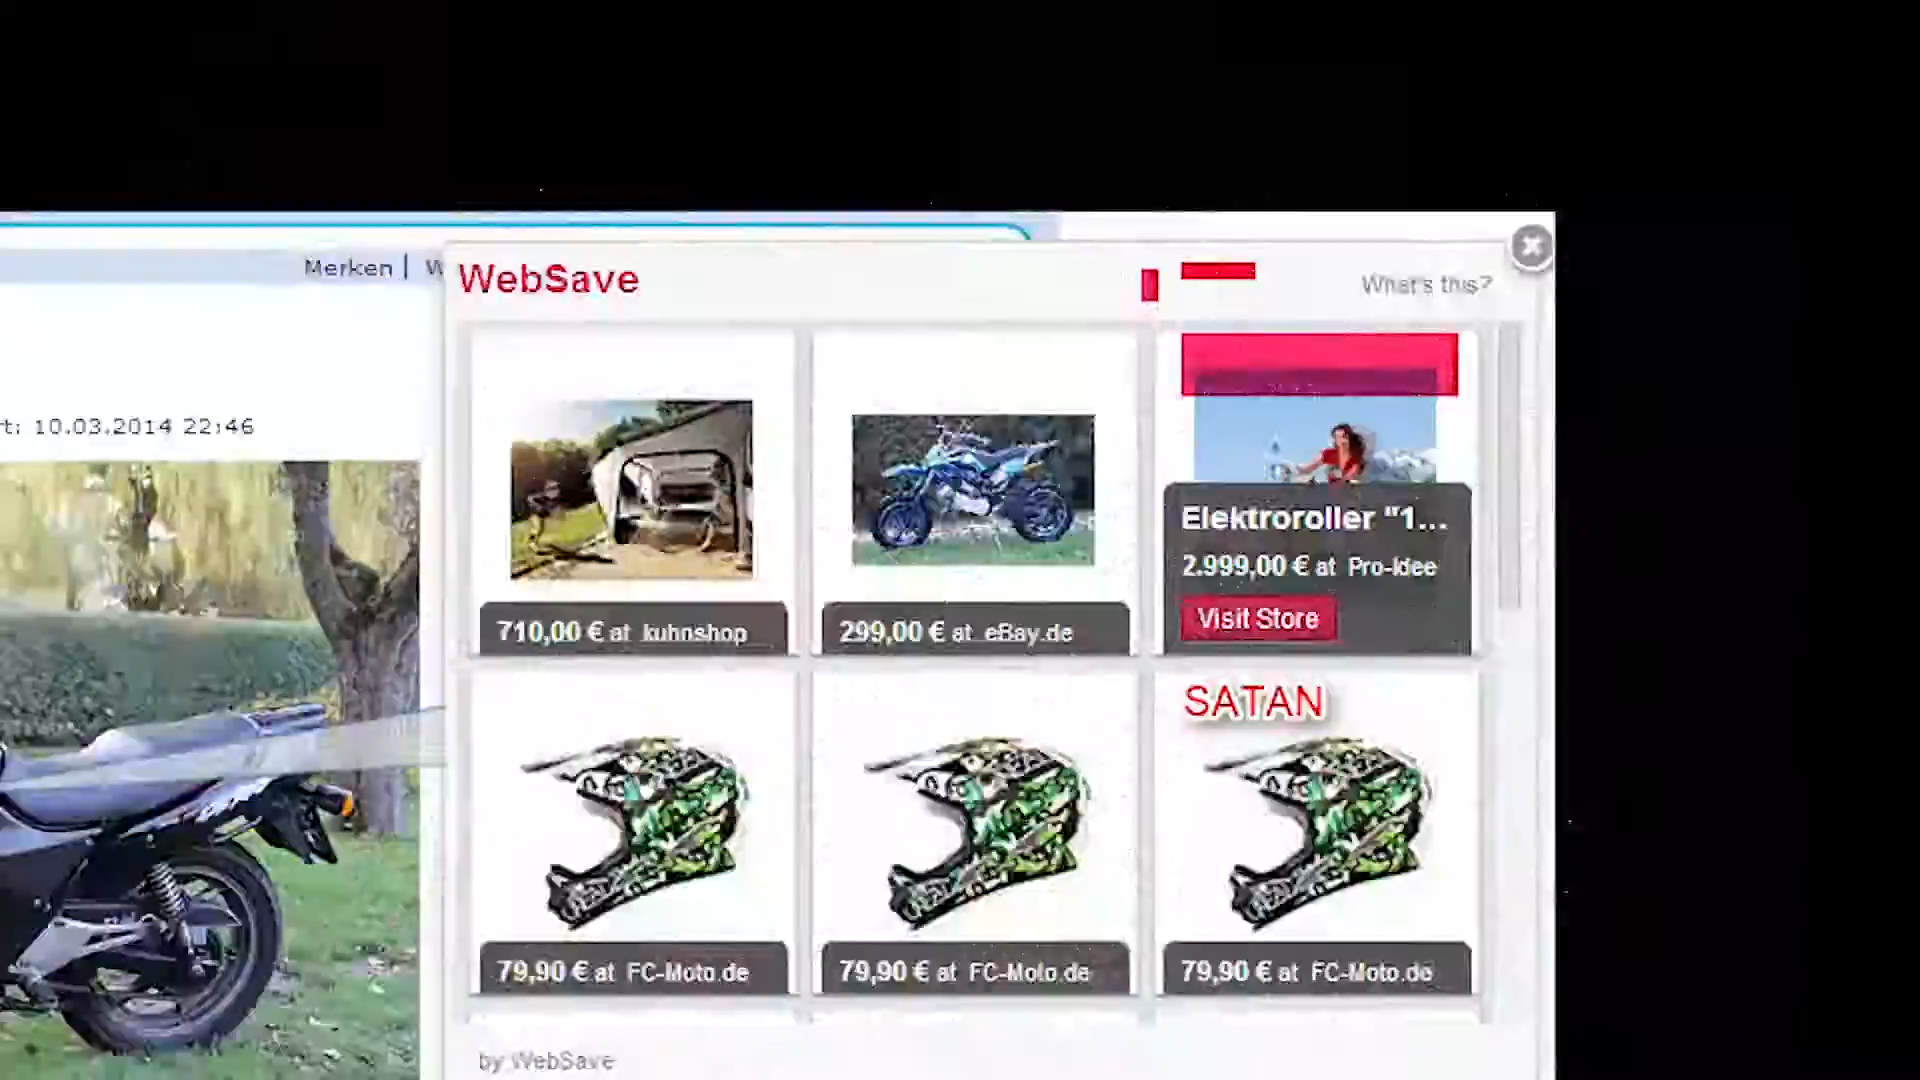 Merken |
WebSave
What's this?
rt: 10.03.2014 22:46
710,00 € at kuhnshop
299,00 € at eBay.de
Elektroroller "1...
2.999,00 € at Pro-Idee
Visit Store
SATAN
79,90 € at FC-Moto.de
79,90 € at FC-Moto.de
79,90 € at FC-Moto.de
by WebSave